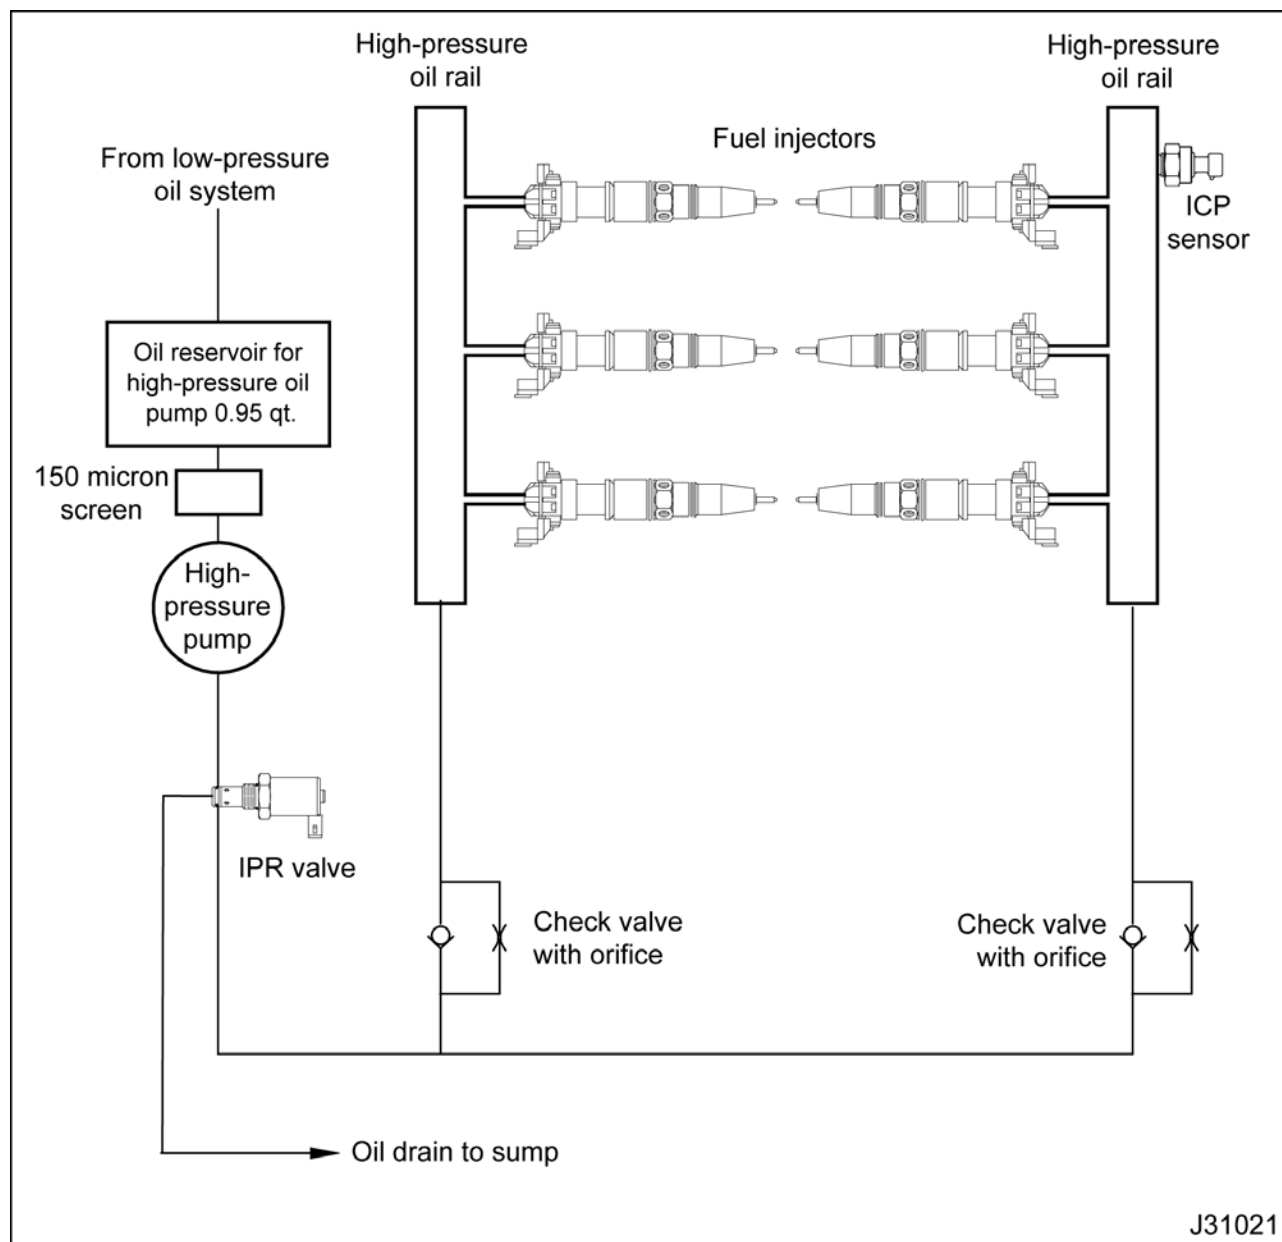 High-pressure
oil rail
High-pressure
oil rail
Fuel injectors
From low-pressure
oil system
ICP
sensor
Oil reservoir for
high-pressure oil
pump 0.95 qt.
150 micron
screen
High-
pressure
pump
IPR valve
Check valve
with orifice
Check valve
with orifice
Oil drain to sump
J31021